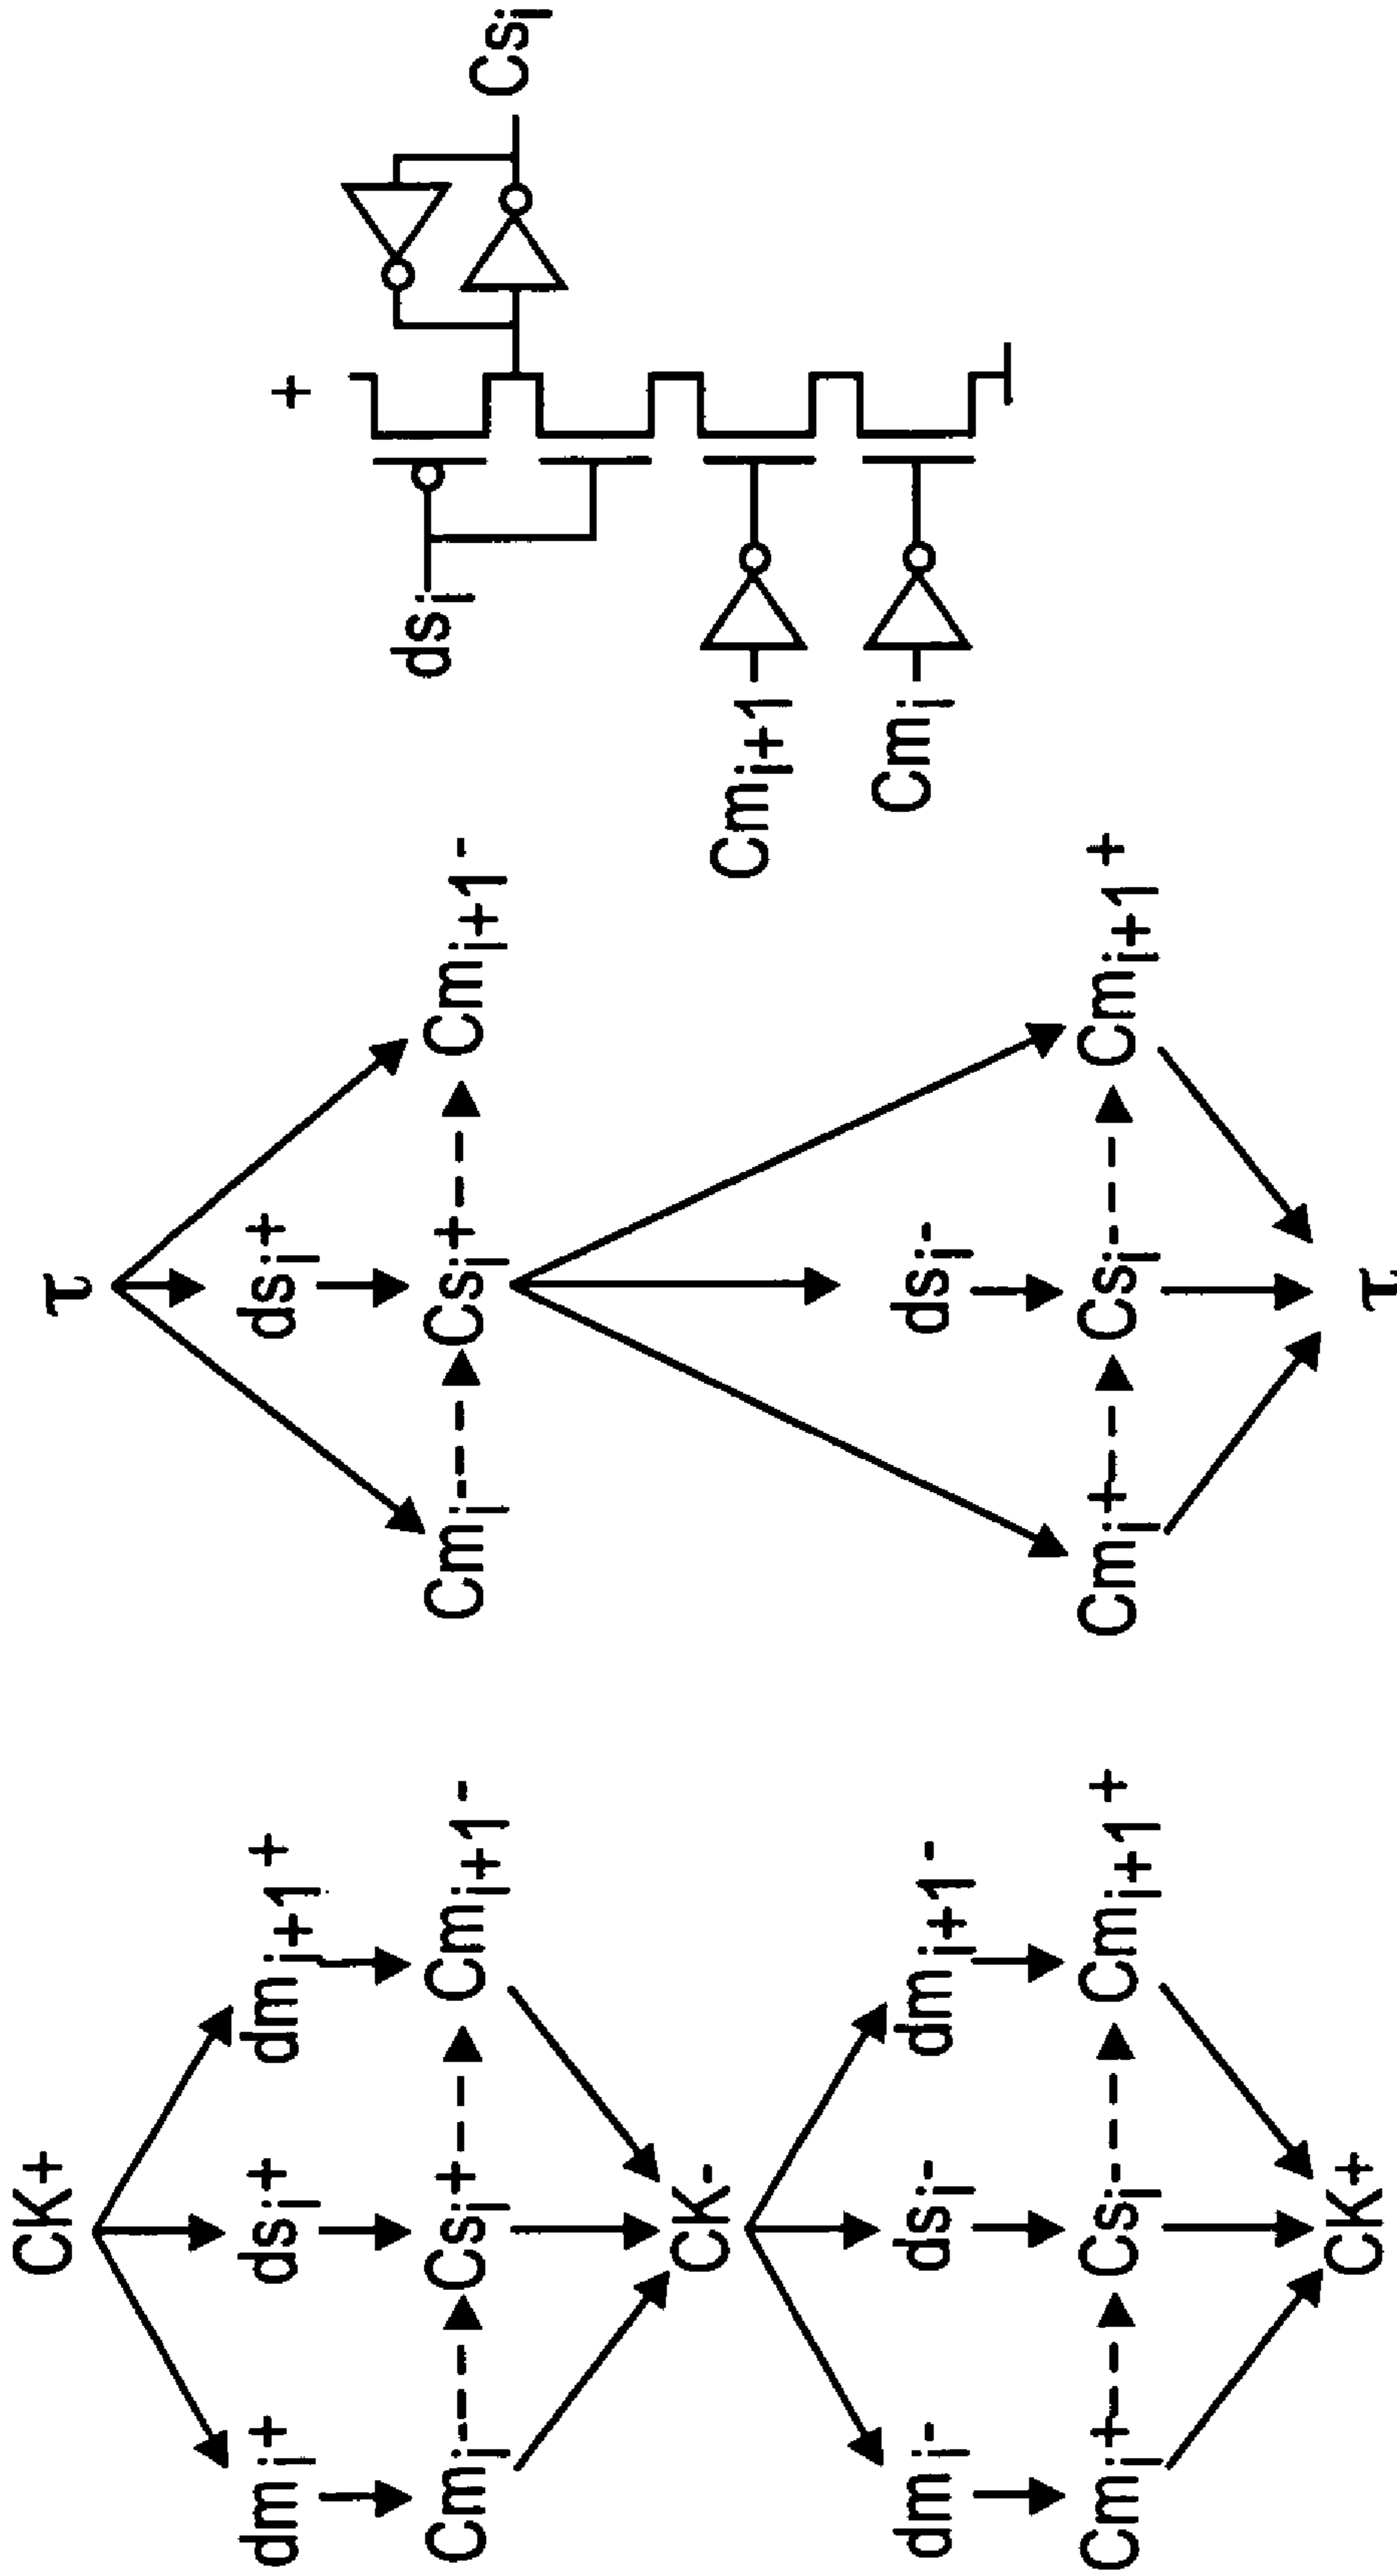 CK+
dmᵢ+ dsᵢ+ dmᵢ₊₁+
Cmᵢ- Csᵢ+ Cmᵢ₊₁-
CK-
dmᵢ- dsᵢ- dmᵢ₊₁-
Cmᵢ+ Csᵢ- Cmᵢ₊₁+
CK+
τ
dsᵢ+
Cmᵢ- Csᵢ+ Cmᵢ₊₁-
dsᵢ-
Cmᵢ+ Csᵢ- Cmᵢ₊₁+
τ
+
dsᵢ
Csᵢ
Cmᵢ₊₁
Cmᵢ